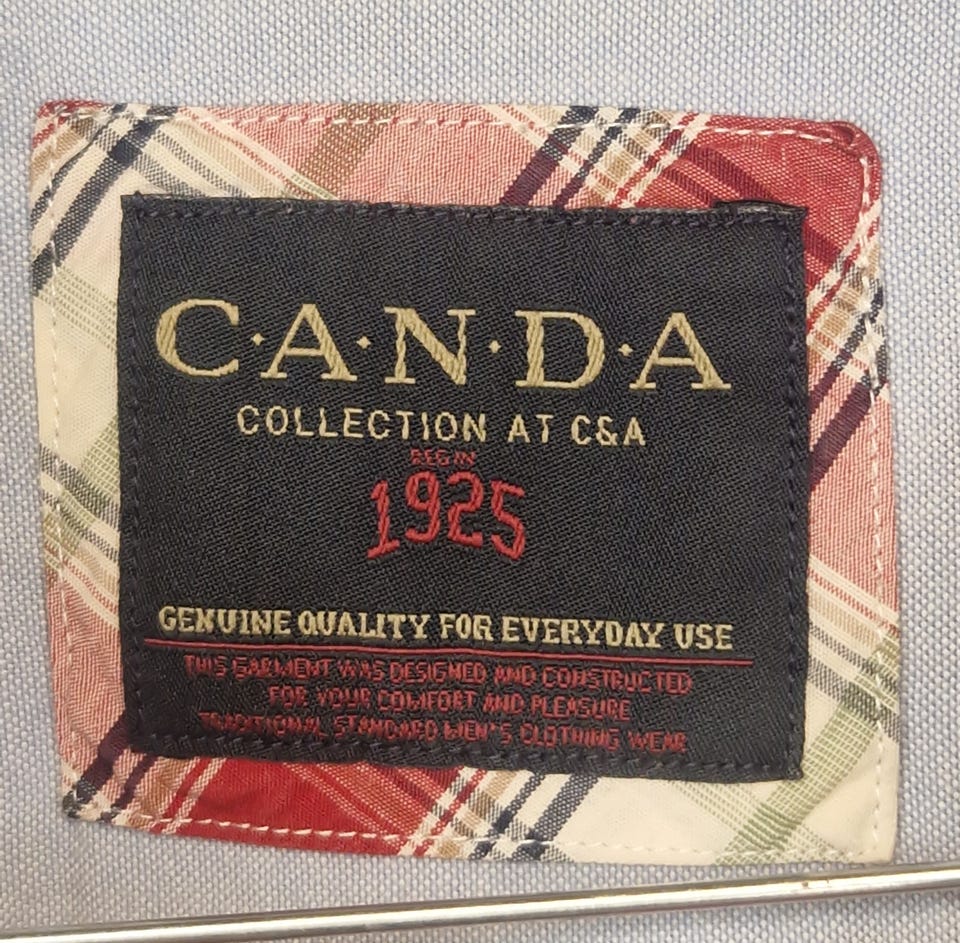 C·A·N·D·A
COLLECTION AT C&A
REG IN
1925
GENUINE QUALITY FOR EVERYDAY USE
THIS GARMENT WAS DESIGNED AND CONSTRUCTED
FOR YOUR COMFORT AND PLEASURE
TRADITIONAL STANDARD MEN'S CLOTHING WEAR